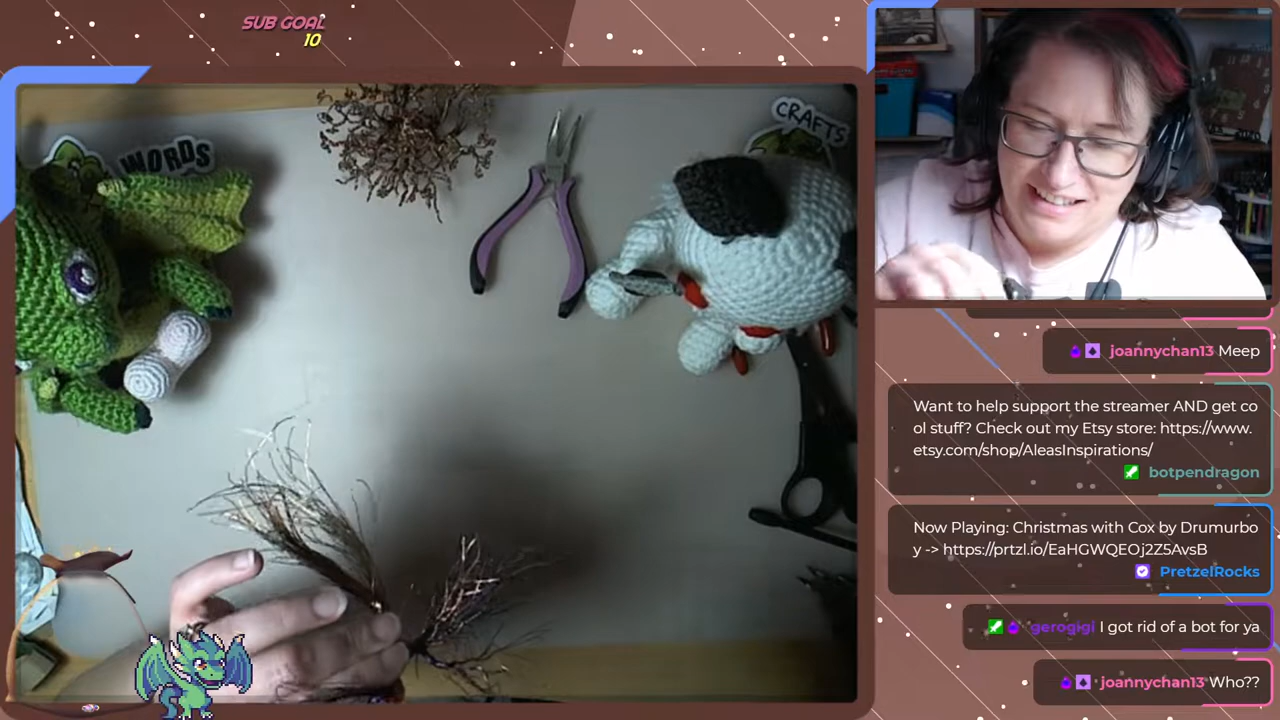 SUB GOAL
10
WORDS
CRAFTS
joannychan13 Meep
Want to help support the streamer AND get co
ol stuff? Check out my Etsy store: https://www.
etsy.com/shop/AleasInspirations/
botpendragon
Now Playing: Christmas with Cox by Drumurbo
y -> https://prtzl.io/EaHGWQEOj2Z5AvsB
PretzelRocks
gerogigi I got rid of a bot for ya
joannychan13 Who??